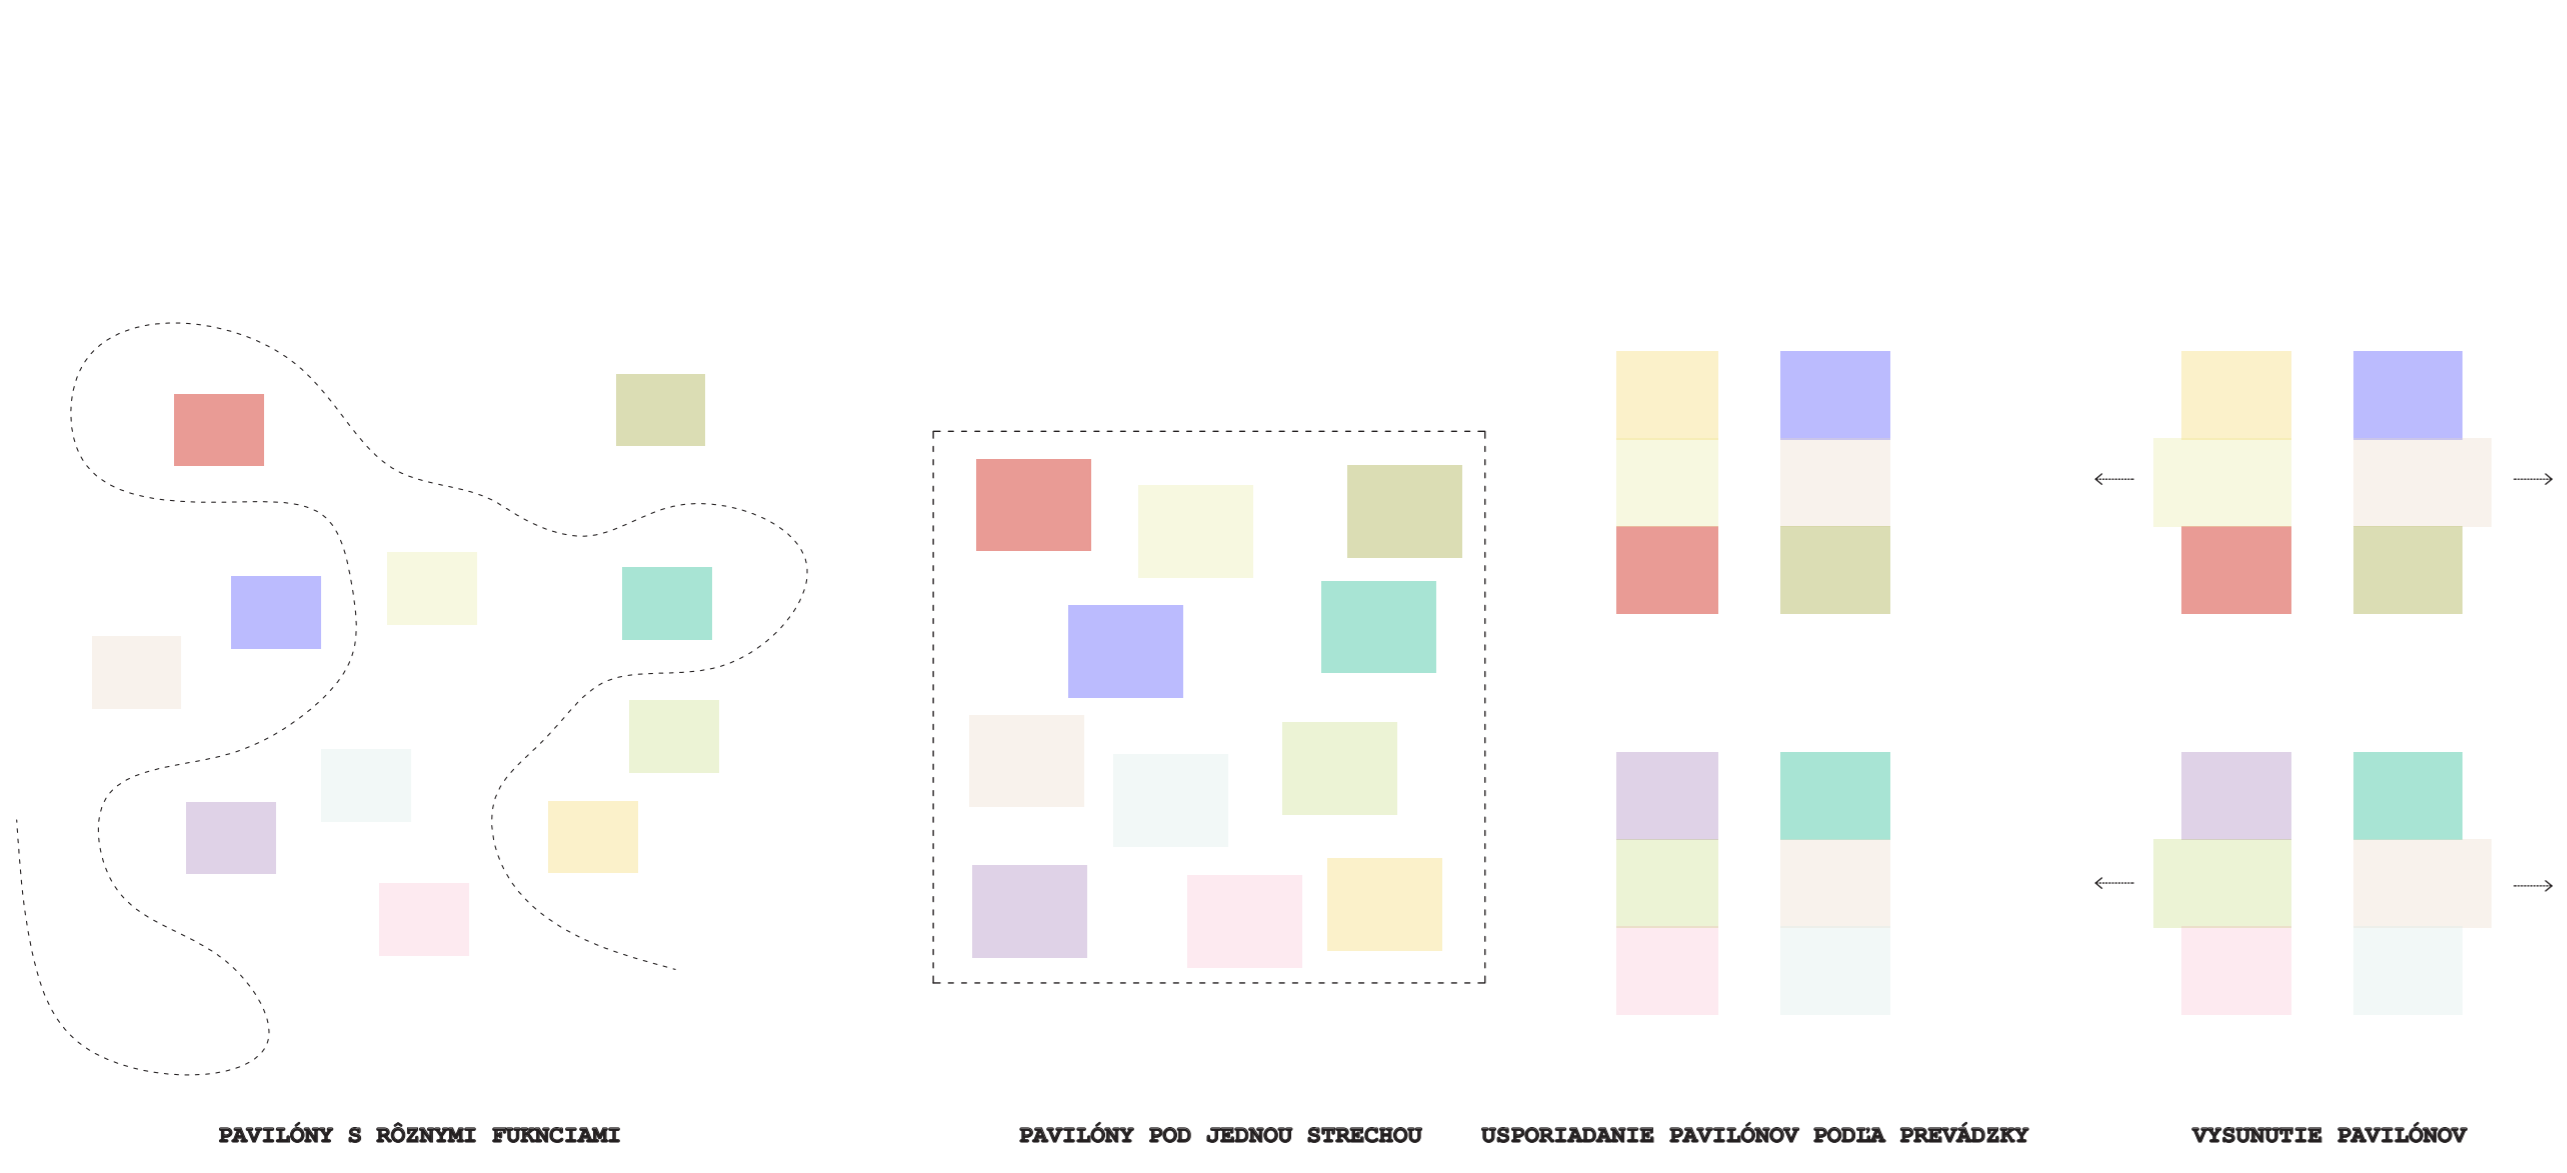 PAVILÓNY S RÔZNYMI FUKNCIAMI
PAVILÓNY POD JEDNOU STRECHOU
USPORIADANIE PAVILÓNOV PODĽA PREVÁDZKY
VYSUNUTIE PAVILÓNOV